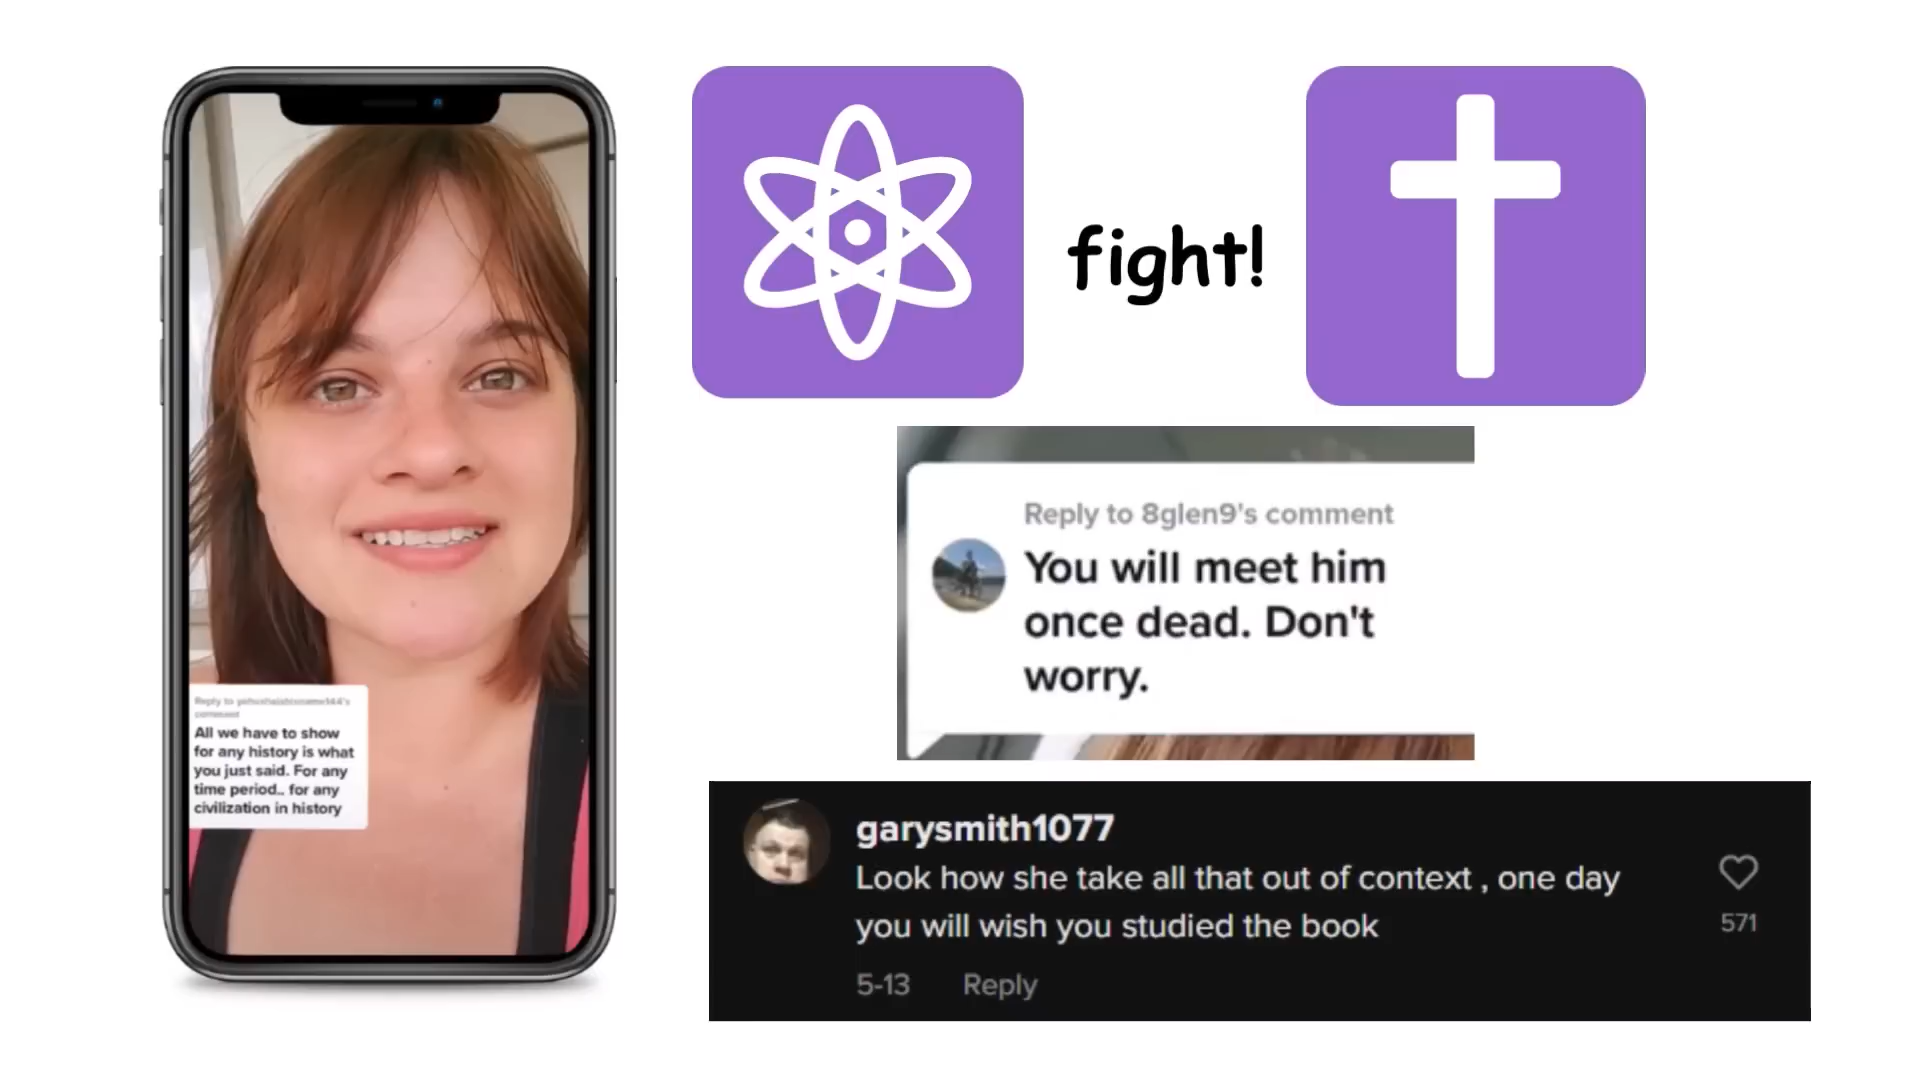 fight!
Reply to 8glen9's comment
You will meet him
once dead. Don't
worry.
Reply to
comment
All we have to show
for any history is what
you just said. For any
time period.. for any
civilization in history
garysmith1077
Look how she take all that out of context , one day
you will wish you studied the book
571
5-13 Reply